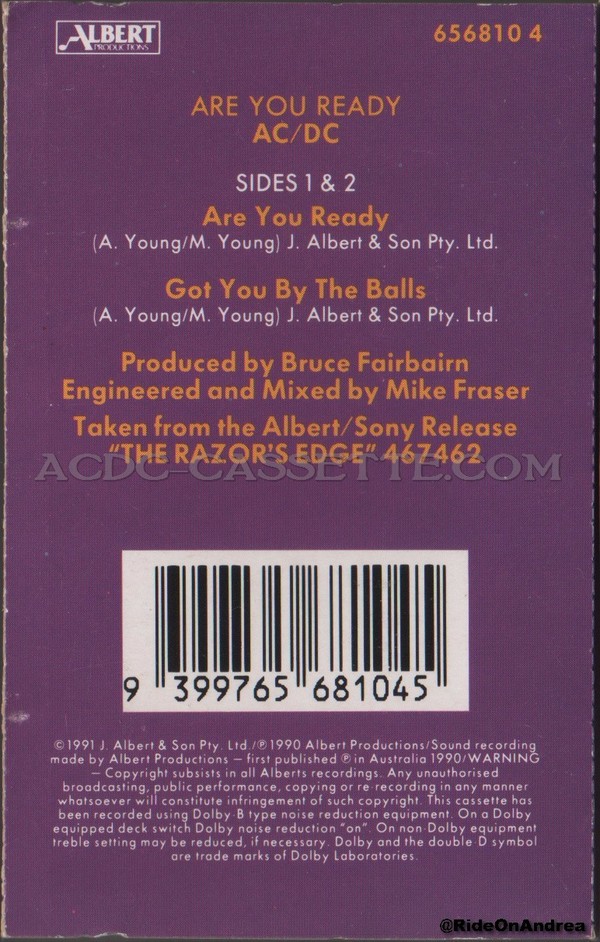 ALBERT
PRODUCTIONS
656810 4
ARE YOU READY
AC/DC
SIDES 1 & 2
Are You Ready
(A. Young/M. Young) J. Albert & Son Pty. Ltd.
Got You By The Balls
(A. Young/M. Young) J. Albert & Son Pty. Ltd.
Produced by Bruce Fairbairn
Engineered and Mixed by Mike Fraser
Taken from the Albert/Sony Release
"THE RAZOR'S EDGE" 467462
ACDC-CASSETTE.COM
9 399765 681045
©1991 J. Albert & Son Pty. Ltd./℗1990 Albert Productions/Sound recording
made by Albert Productions – first published ℗ in Australia 1990/WARNING
– Copyright subsists in all Alberts recordings. Any unauthorised
broadcasting, public performance, copying or re-recording in any manner
whatsoever will constitute infringement of such copyright. This cassette has
been recorded using Dolby-B type noise reduction equipment. On a Dolby
equipped deck switch Dolby noise reduction "on". On non-Dolby equipment
treble setting may be reduced, if necessary. Dolby and the double-D symbol
are trade marks of Dolby Laboratories.
@RideOnAndrea